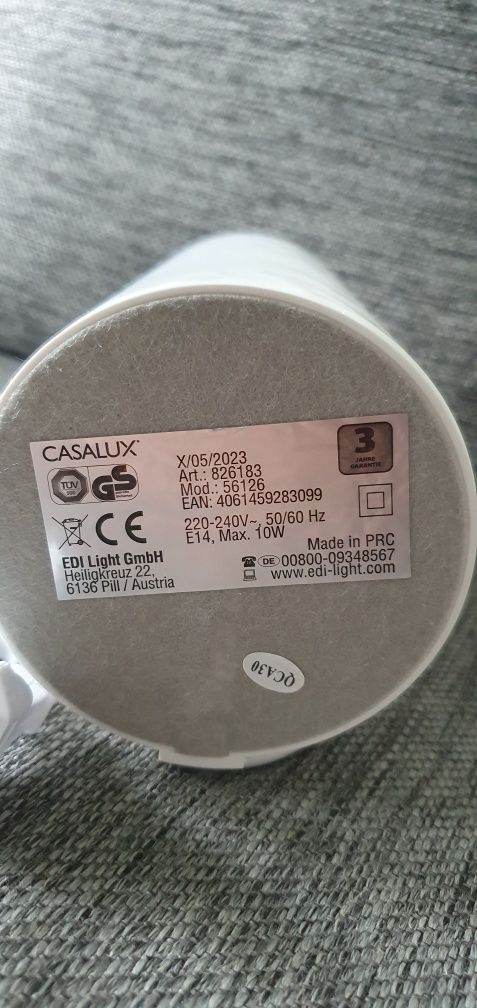 CASALUX®
TÜV
SÜD
GS
CE
EDI Light GmbH
Heiligkreuz 22,
6136 Pill / Austria
X/05/2023
Art.: 826183
Mod.: 56126
EAN: 4061459283099
220-240V~, 50/60 Hz
E14, Max. 10W
3
JAHRE
GARANTIE
Made in PRC
DE 00800-09348567
www.edi-light.com
QCA30